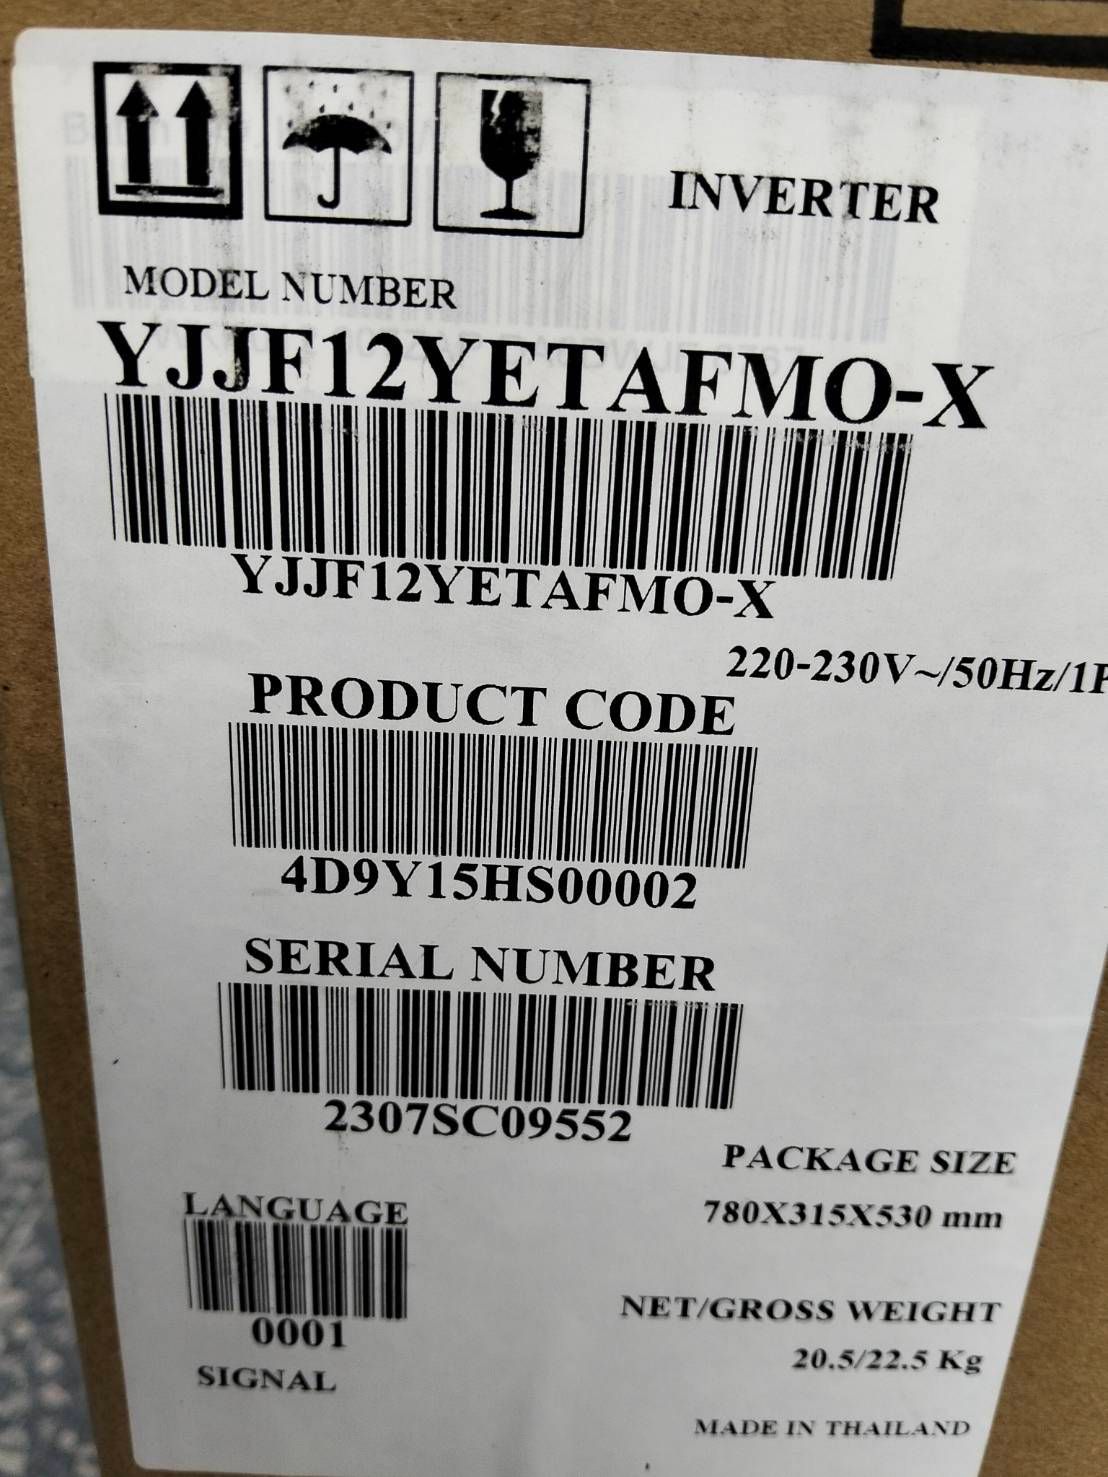 INVERTER
MODEL NUMBER
YJJF12YETAFMO-X
YJJF12YETAFMO-X
220-230V~/50Hz/1P
PRODUCT CODE
4D9Y15HS00002
SERIAL NUMBER
2307SC09552
PACKAGE SIZE
780X315X530 mm
LANGUAGE
0001
SIGNAL
NET/GROSS WEIGHT
20.5/22.5 Kg
MADE IN THAILAND